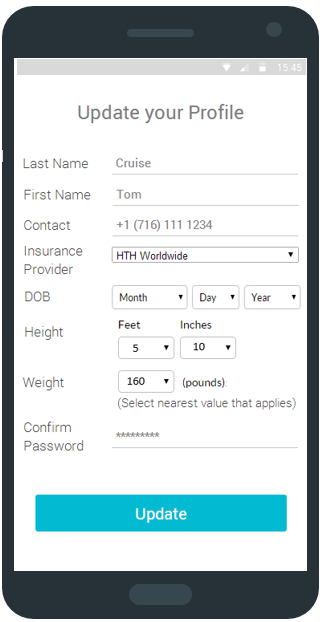 15:45
Update your Profile
Last Name Cruise
First Name Tom
Contact +1 (716) 111 1234
Insurance Provider HTH Worldwide
DOB Month Day Year
Feet Inches
Height 5 10
Weight 160 (pounds)
(Select nearest value that applies)
Confirm Password *********
Update